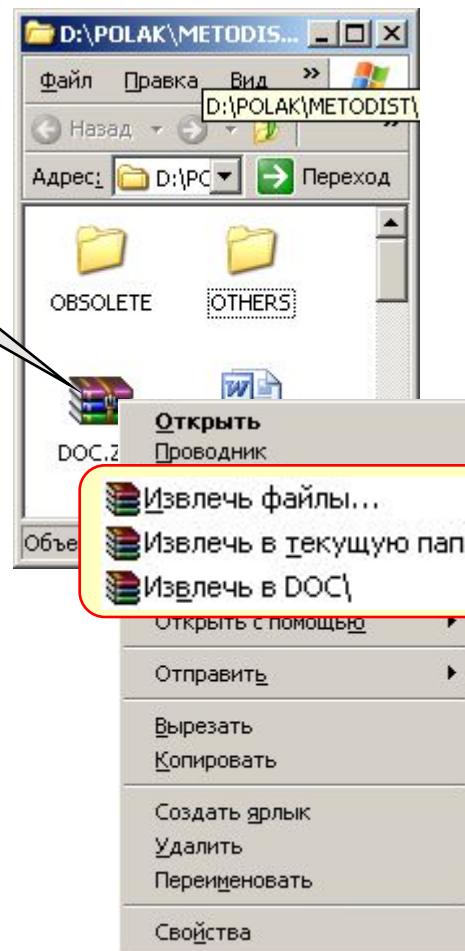 D:\POLAK\METODIS...
Файл Правка Вид »
D:\POLAK\METODIST\
Назад
Адрес: D:\PC Переход
OBSOLETE OTHERS
DOC.Z
Открыть
Проводник
Извлечь файлы...
Объе
Извлечь в текущую пап
Извлечь в DOC\
Открыть с помощью
Отправить
Вырезать
Копировать
Создать ярлык
Удалить
Переименовать
Свойства